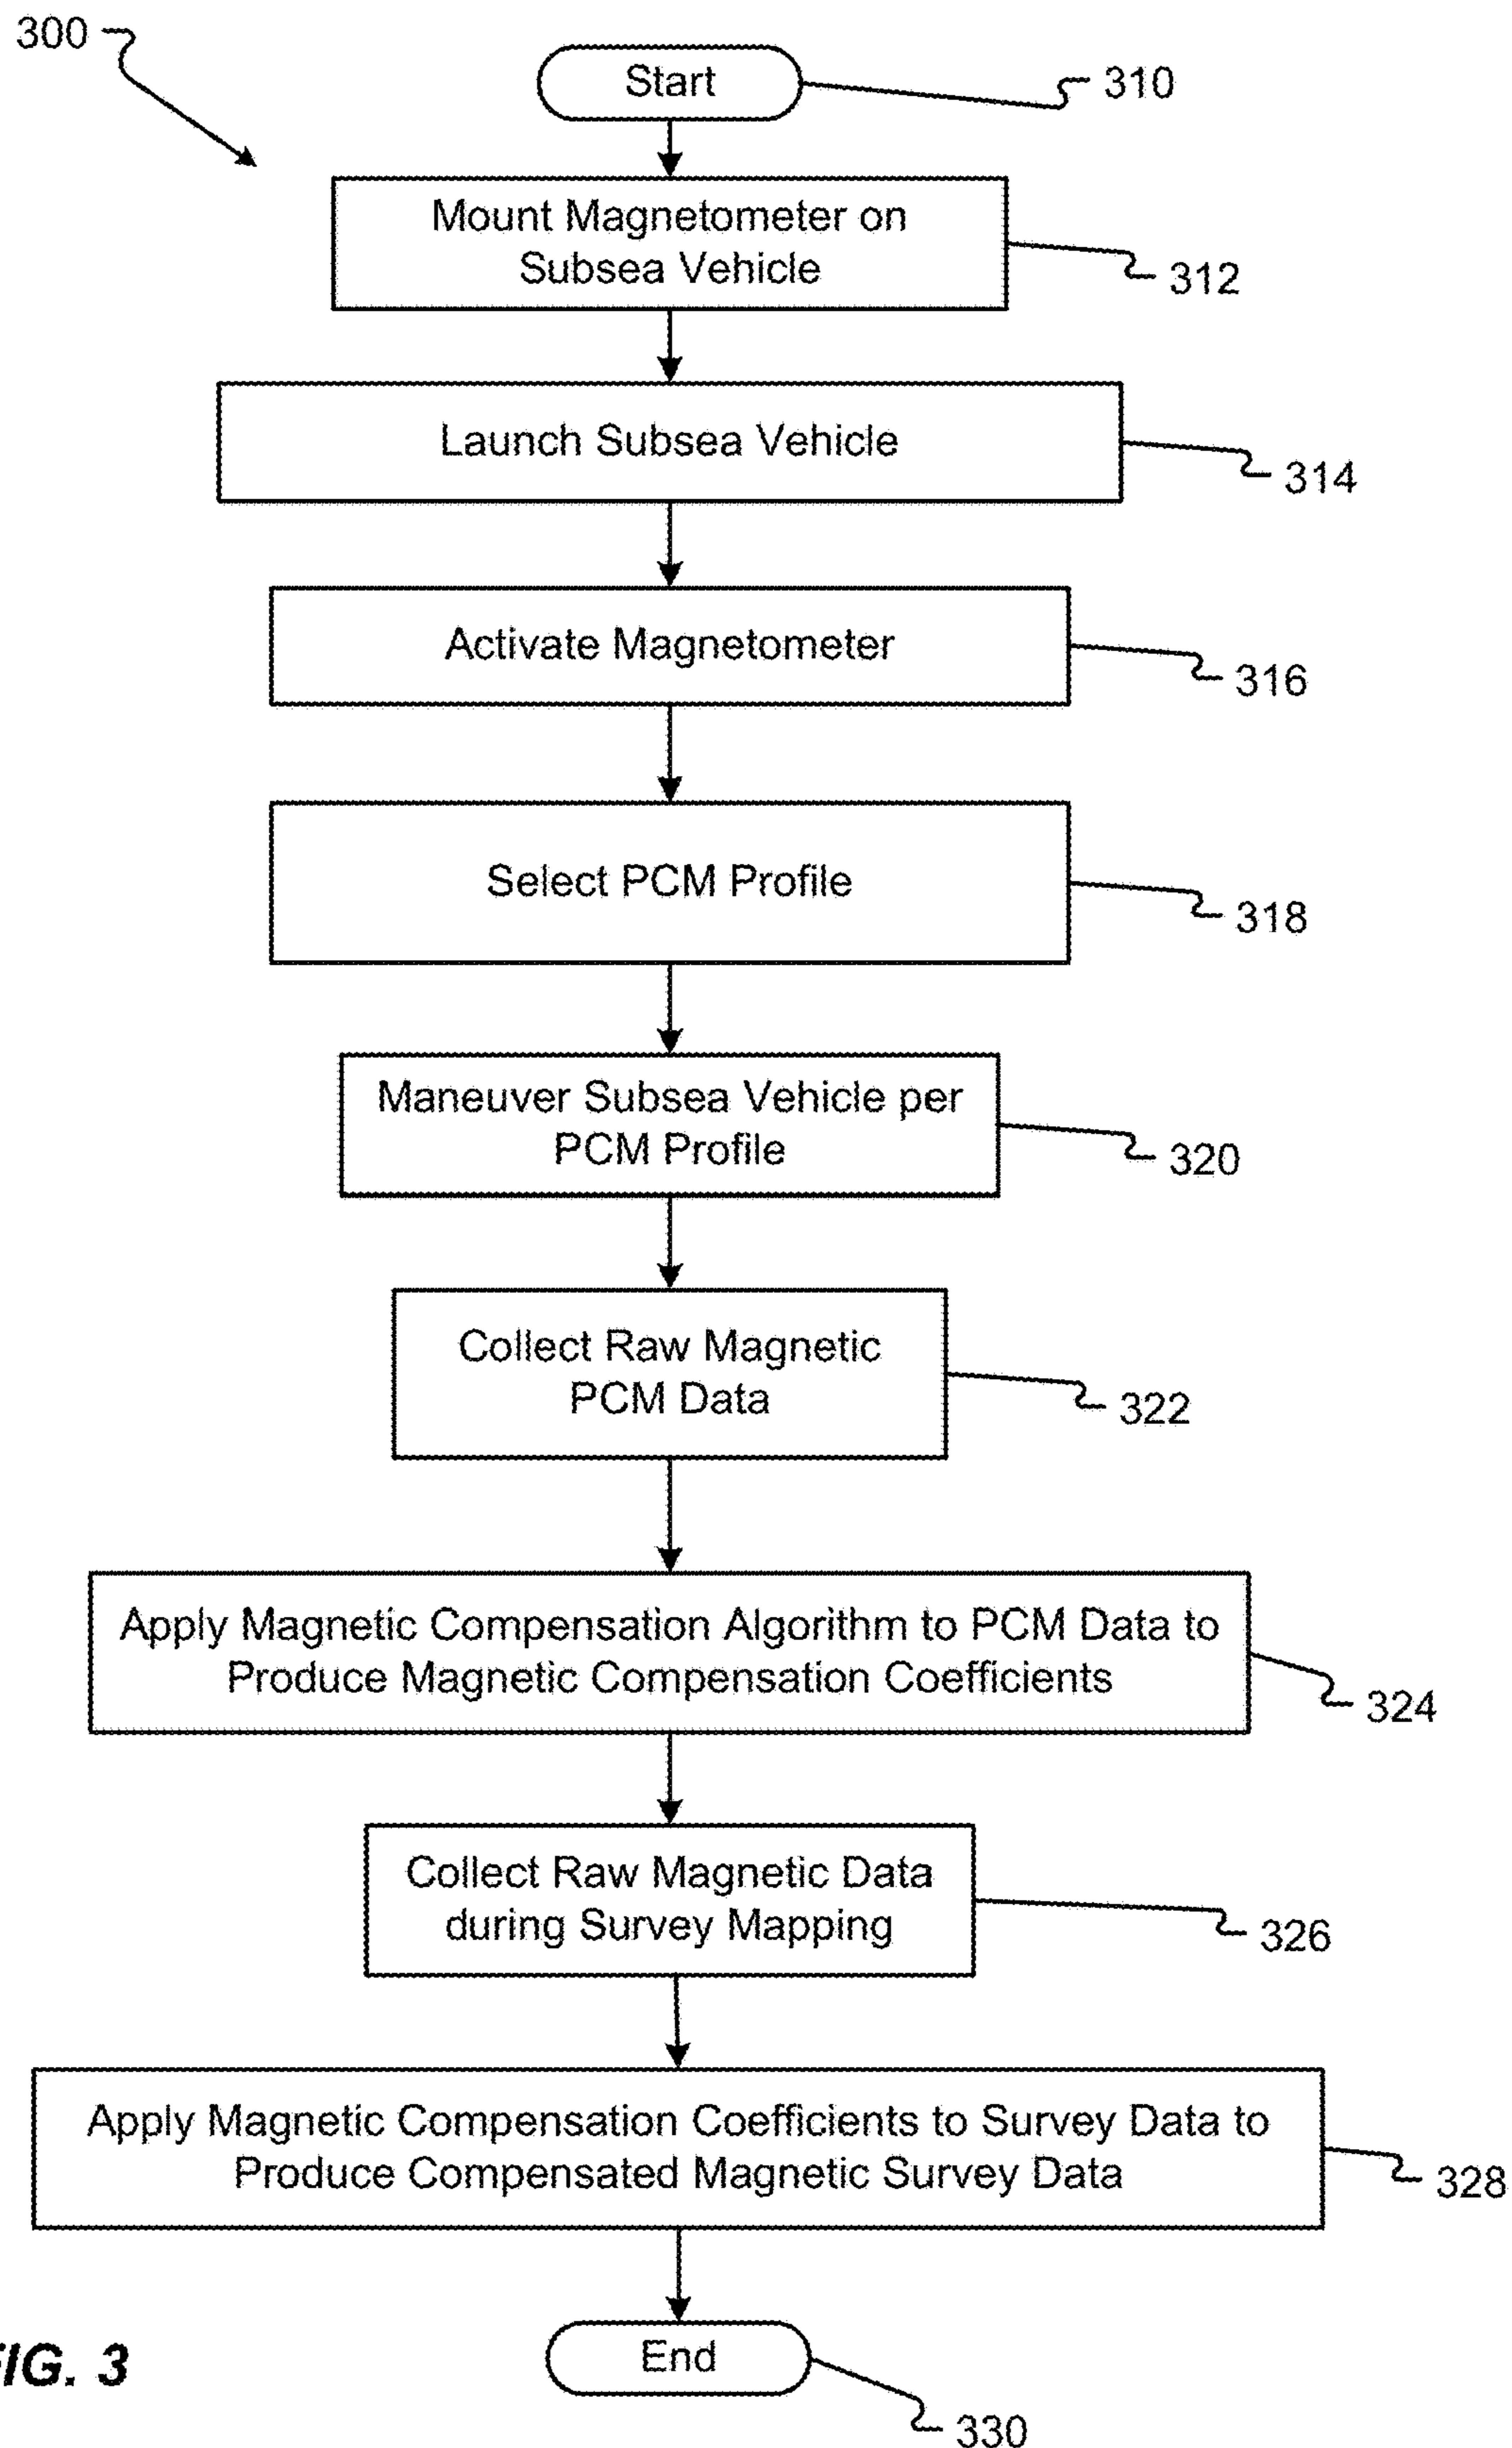 300
Start
310
Mount Magnetometer on
Subsea Vehicle
312
Launch Subsea Vehicle
314
Activate Magnetometer
316
Select PCM Profile
318
Maneuver Subsea Vehicle per
PCM Profile
320
Collect Raw Magnetic
PCM Data
322
Apply Magnetic Compensation Algorithm to PCM Data to
Produce Magnetic Compensation Coefficients
324
Collect Raw Magnetic Data
during Survey Mapping
326
Apply Magnetic Compensation Coefficients to Survey Data to
Produce Compensated Magnetic Survey Data
328
End
FIG. 3
330